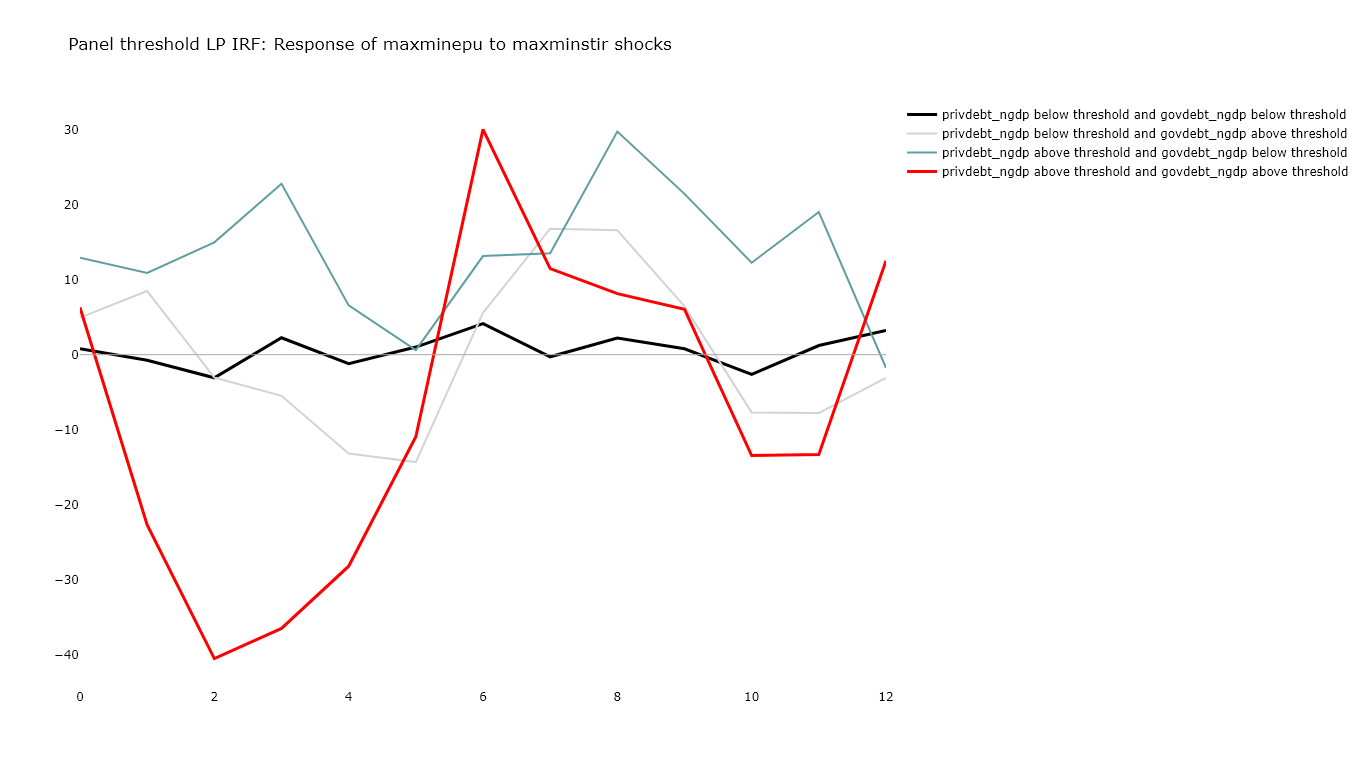 Panel threshold LP IRF: Response of maxminepu to maxminstir shocks
privdebt_ngdp below threshold and govdebt_ngdp below threshold
privdebt_ngdp below threshold and govdebt_ngdp above threshold
privdebt_ngdp above threshold and govdebt_ngdp below threshold
privdebt_ngdp above threshold and govdebt_ngdp above threshold
30
20
10
0
−10
−20
−30
−40
0 2 4 6 8 10 12